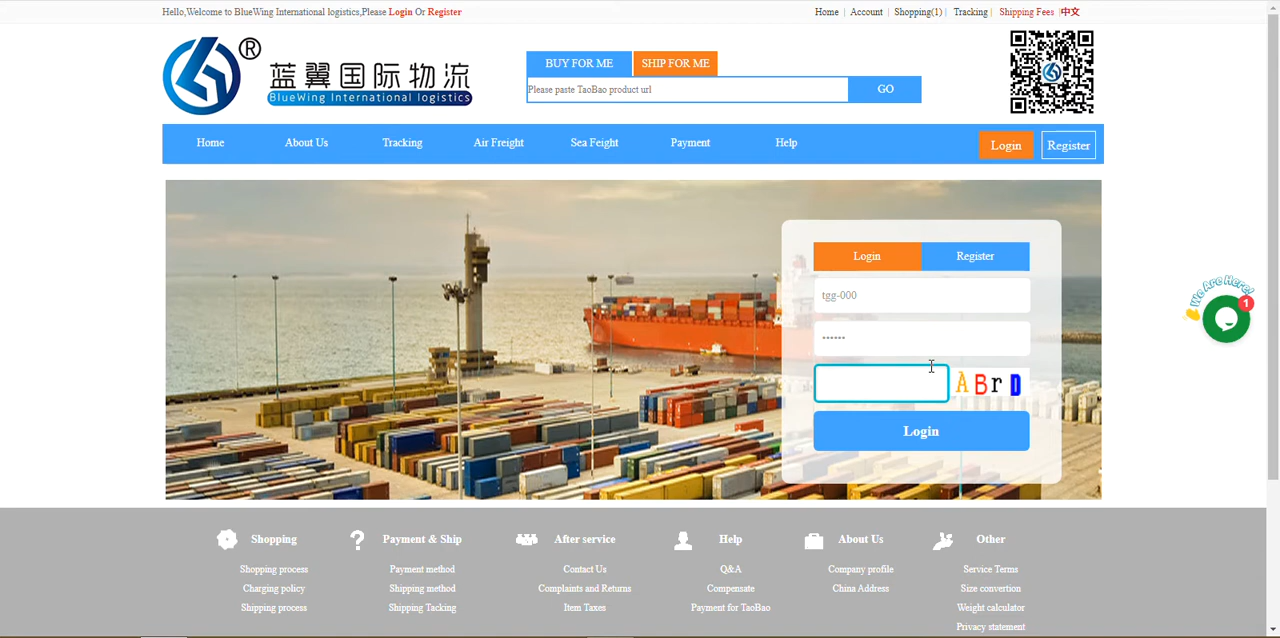 Hello,Welcome to BlueWing International logistics,Please Login Or Register
Home | Account | Shopping(1) | Tracking | Shipping Fees | 中文
蓝翼国际物流
BlueWing International logistics
®
BUY FOR ME SHIP FOR ME
Please paste TaoBao product url GO
Home About Us Tracking Air Freight Sea Feight Payment Help Login Register
Login Register
tgg-000
••••••
A B r D
Login
We Are Here!
1
Shopping Payment & Ship After service Help About Us Other
Shopping process Payment method Contact Us Q&A Company profile Service Terms
Charging policy Shipping method Complaints and Returns Compensate China Address Size convertion
Shipping process Shipping Tacking Item Taxes Payment for TaoBao Weight calculator
Privacy statement